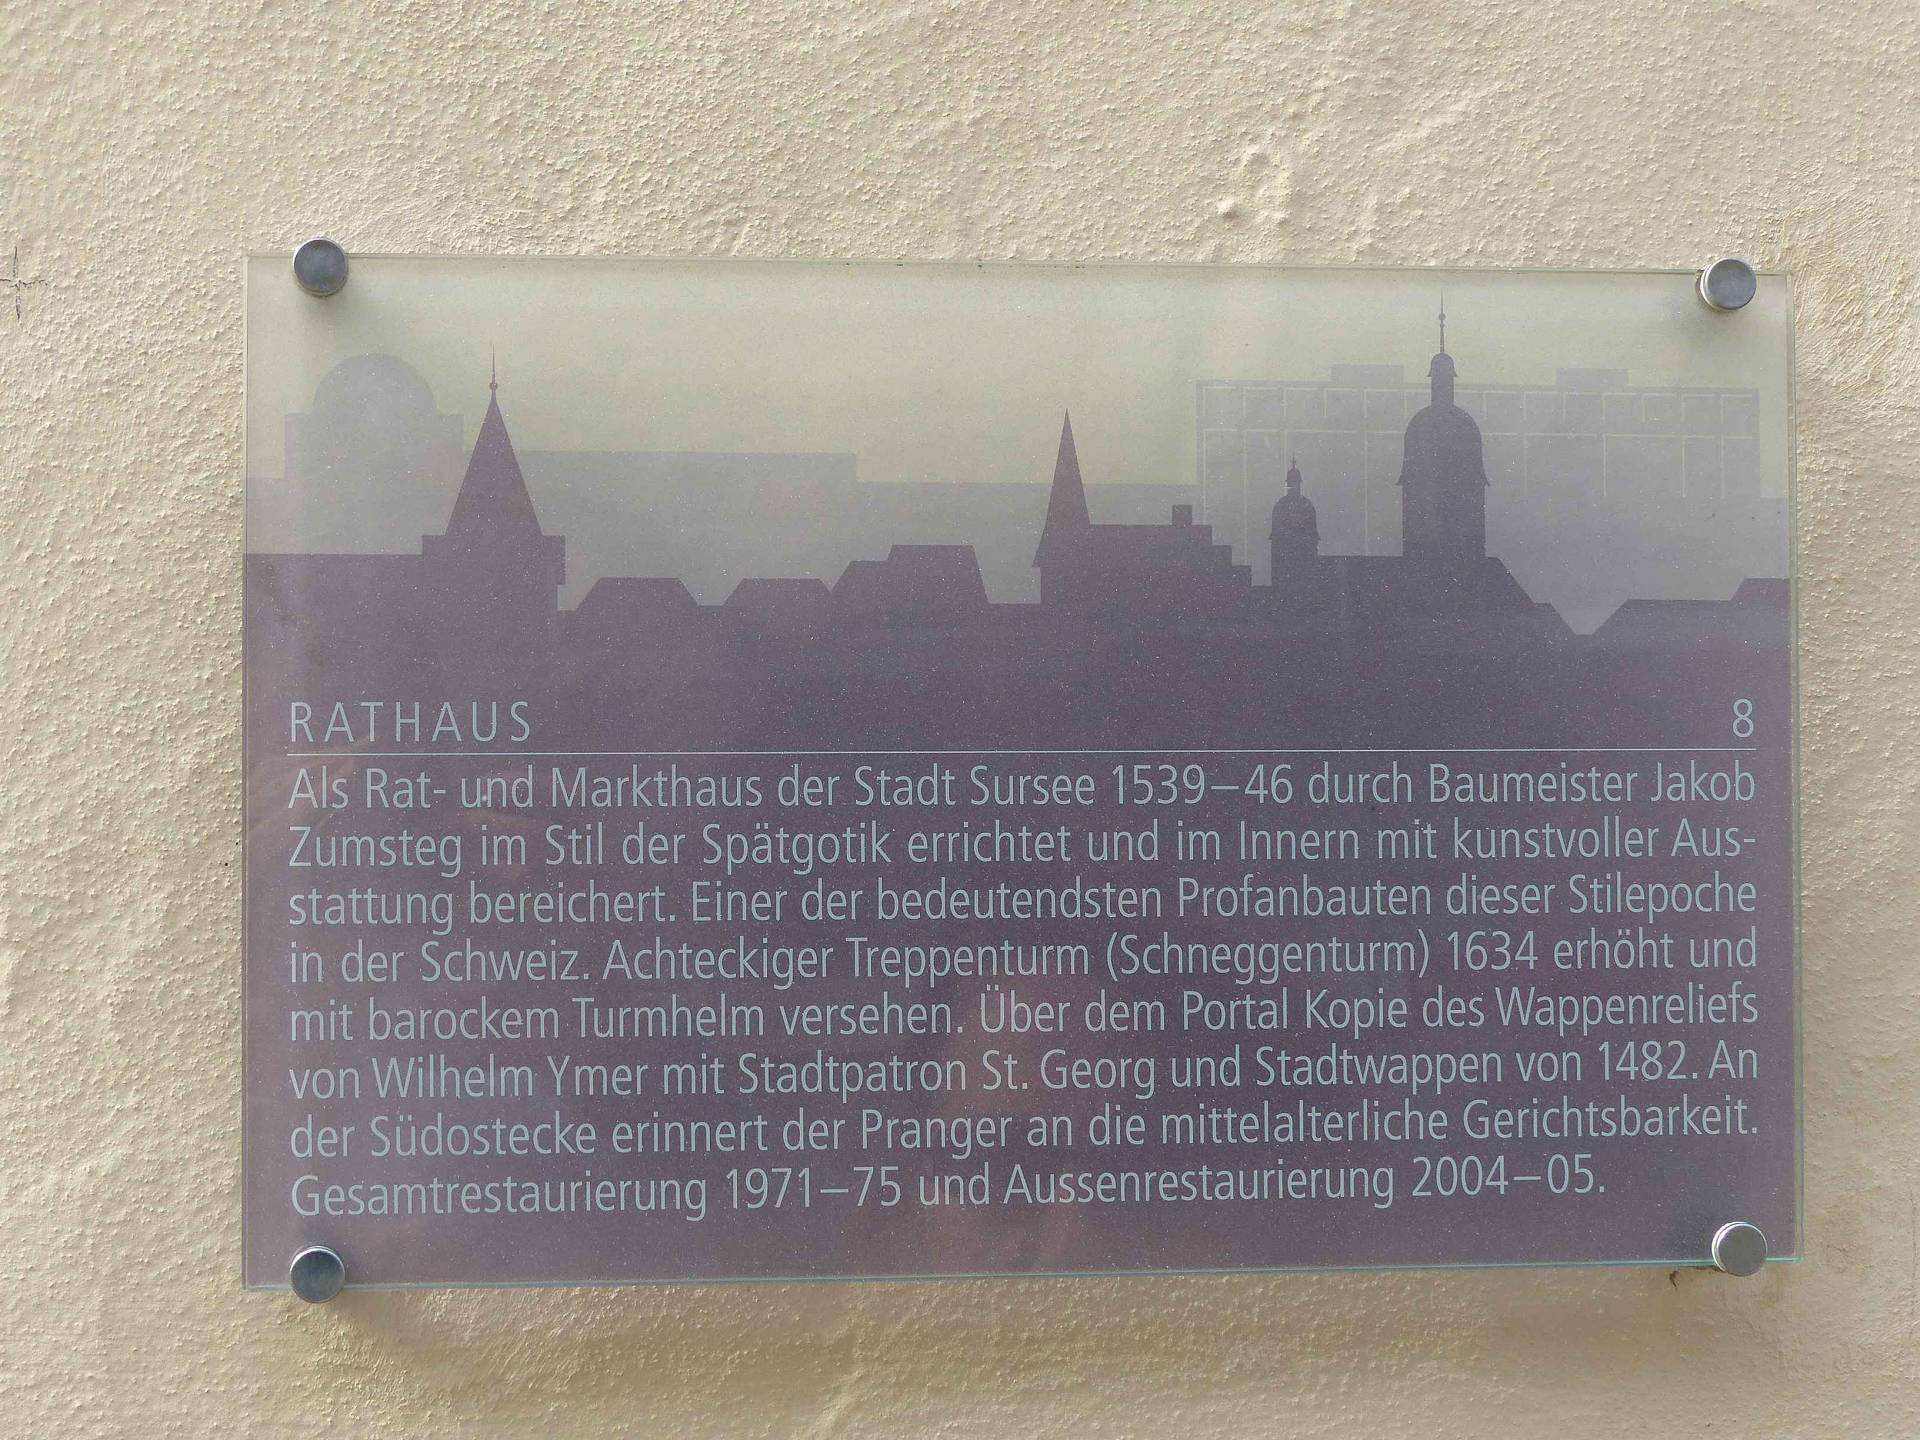 RATHAUS 8
Als Rat- und Markthaus der Stadt Sursee 1539–46 durch Baumeister Jakob
Zumsteg im Stil der Spätgotik errichtet und im Innern mit kunstvoller Aus-
stattung bereichert. Einer der bedeutendsten Profanbauten dieser Stilepoche
in der Schweiz. Achteckiger Treppenturm (Schneggenturm) 1634 erhöht und
mit barockem Turmhelm versehen. Über dem Portal Kopie des Wappenreliefs
von Wilhelm Ymer mit Stadtpatron St. Georg und Stadtwappen von 1482. An
der Südostecke erinnert der Pranger an die mittelalterliche Gerichtsbarkeit.
Gesamtrestaurierung 1971–75 und Aussenrestaurierung 2004–05.